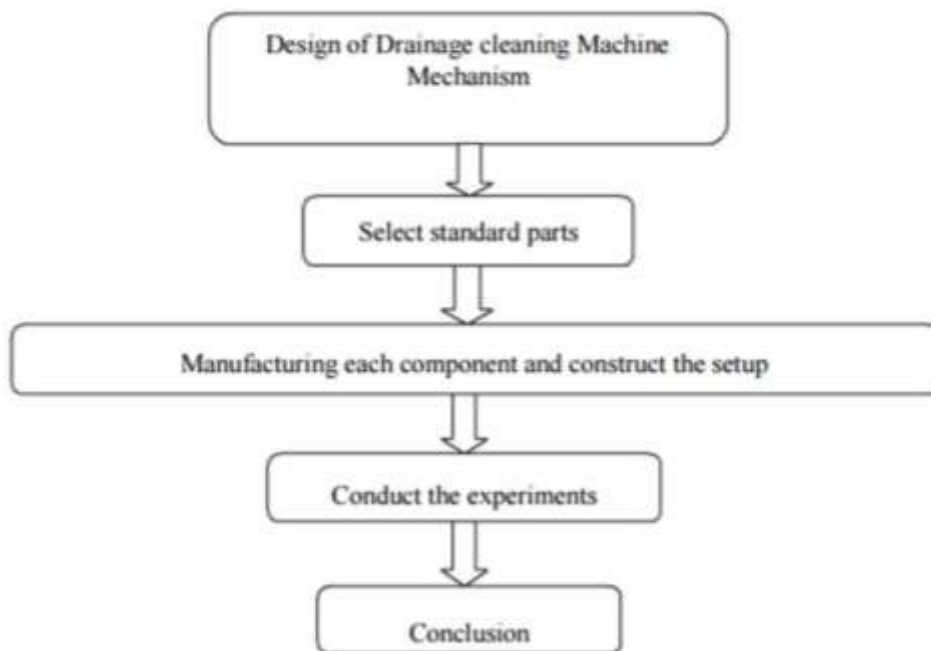 Design of Drainage cleaning Machine
Mechanism
Select standard parts
Manufacturing each component and construct the setup
Conduct the experiments
Conclusion